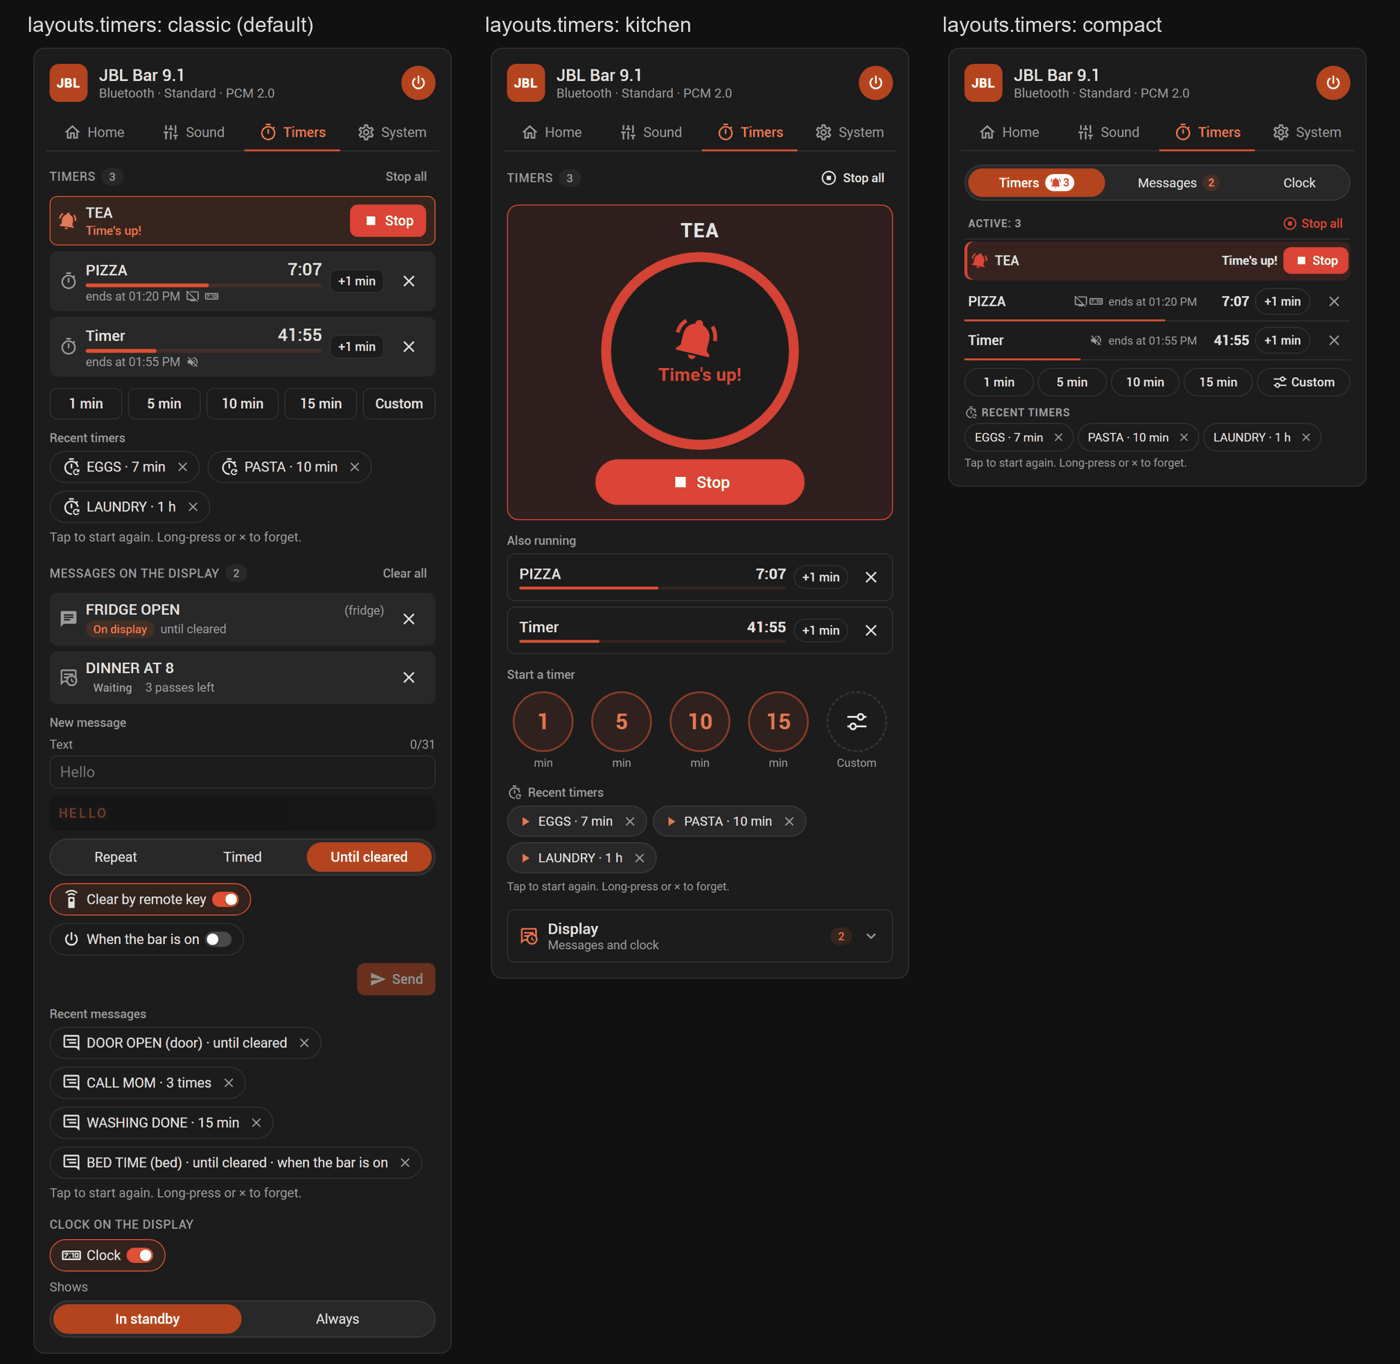 layouts.timers: classic (default)
JBL
JBL Bar 9.1
Bluetooth · Standard · PCM 2.0
Home
Sound
Timers
System
TIMERS 3
Stop all
TEA
Time's up!
Stop
PIZZA
7:07
+1 min
ends at 01:20 PM
Timer
41:55
+1 min
ends at 01:55 PM
1 min
5 min
10 min
15 min
Custom
Recent timers
EGGS · 7 min ×
PASTA · 10 min ×
LAUNDRY · 1 h ×
Tap to start again. Long-press or × to forget.
MESSAGES ON THE DISPLAY 2
Clear all
FRIDGE OPEN
(fridge)
On display until cleared
DINNER AT 8
Waiting 3 passes left
New message
Text
0/31
Hello
HELLO
Repeat
Timed
Until cleared
Clear by remote key
When the bar is on
Send
Recent messages
DOOR OPEN (door) · until cleared ×
CALL MOM · 3 times ×
WASHING DONE · 15 min ×
BED TIME (bed) · until cleared · when the bar is on ×
Tap to start again. Long-press or × to forget.
CLOCK ON THE DISPLAY
Clock
Shows
In standby
Always
layouts.timers: kitchen
JBL
JBL Bar 9.1
Bluetooth · Standard · PCM 2.0
Home
Sound
Timers
System
TIMERS 3
Stop all
TEA
Time's up!
Stop
Also running
PIZZA
7:07
+1 min
Timer
41:55
+1 min
Start a timer
1
min
5
min
10
min
15
min
Custom
Recent timers
EGGS · 7 min ×
PASTA · 10 min ×
LAUNDRY · 1 h ×
Tap to start again. Long-press or × to forget.
Display
Messages and clock
2
layouts.timers: compact
JBL
JBL Bar 9.1
Bluetooth · Standard · PCM 2.0
Home
Sound
Timers
System
Timers 3
Messages 2
Clock
ACTIVE: 3
Stop all
TEA
Time's up!
Stop
PIZZA
ends at 01:20 PM
7:07
+1 min
Timer
ends at 01:55 PM
41:55
+1 min
1 min
5 min
10 min
15 min
Custom
RECENT TIMERS
EGGS · 7 min ×
PASTA · 10 min ×
LAUNDRY · 1 h ×
Tap to start again. Long-press or × to forget.